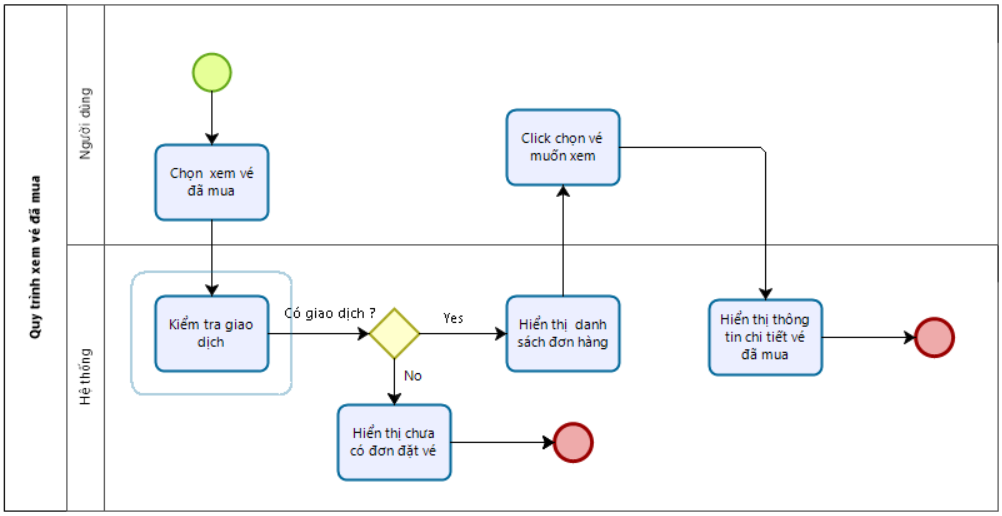 Quy trình xem vé đã mua
Người dùng
Chọn xem vé
đã mua
Click chọn vé
muốn xem
Hệ thống
Kiểm tra giao
dịch
Có giao dịch ?
Yes
No
Hiển thị danh
sách đơn hàng
Hiển thị thông
tin chi tiết vé
đã mua
Hiển thị chưa
có đơn đặt vé